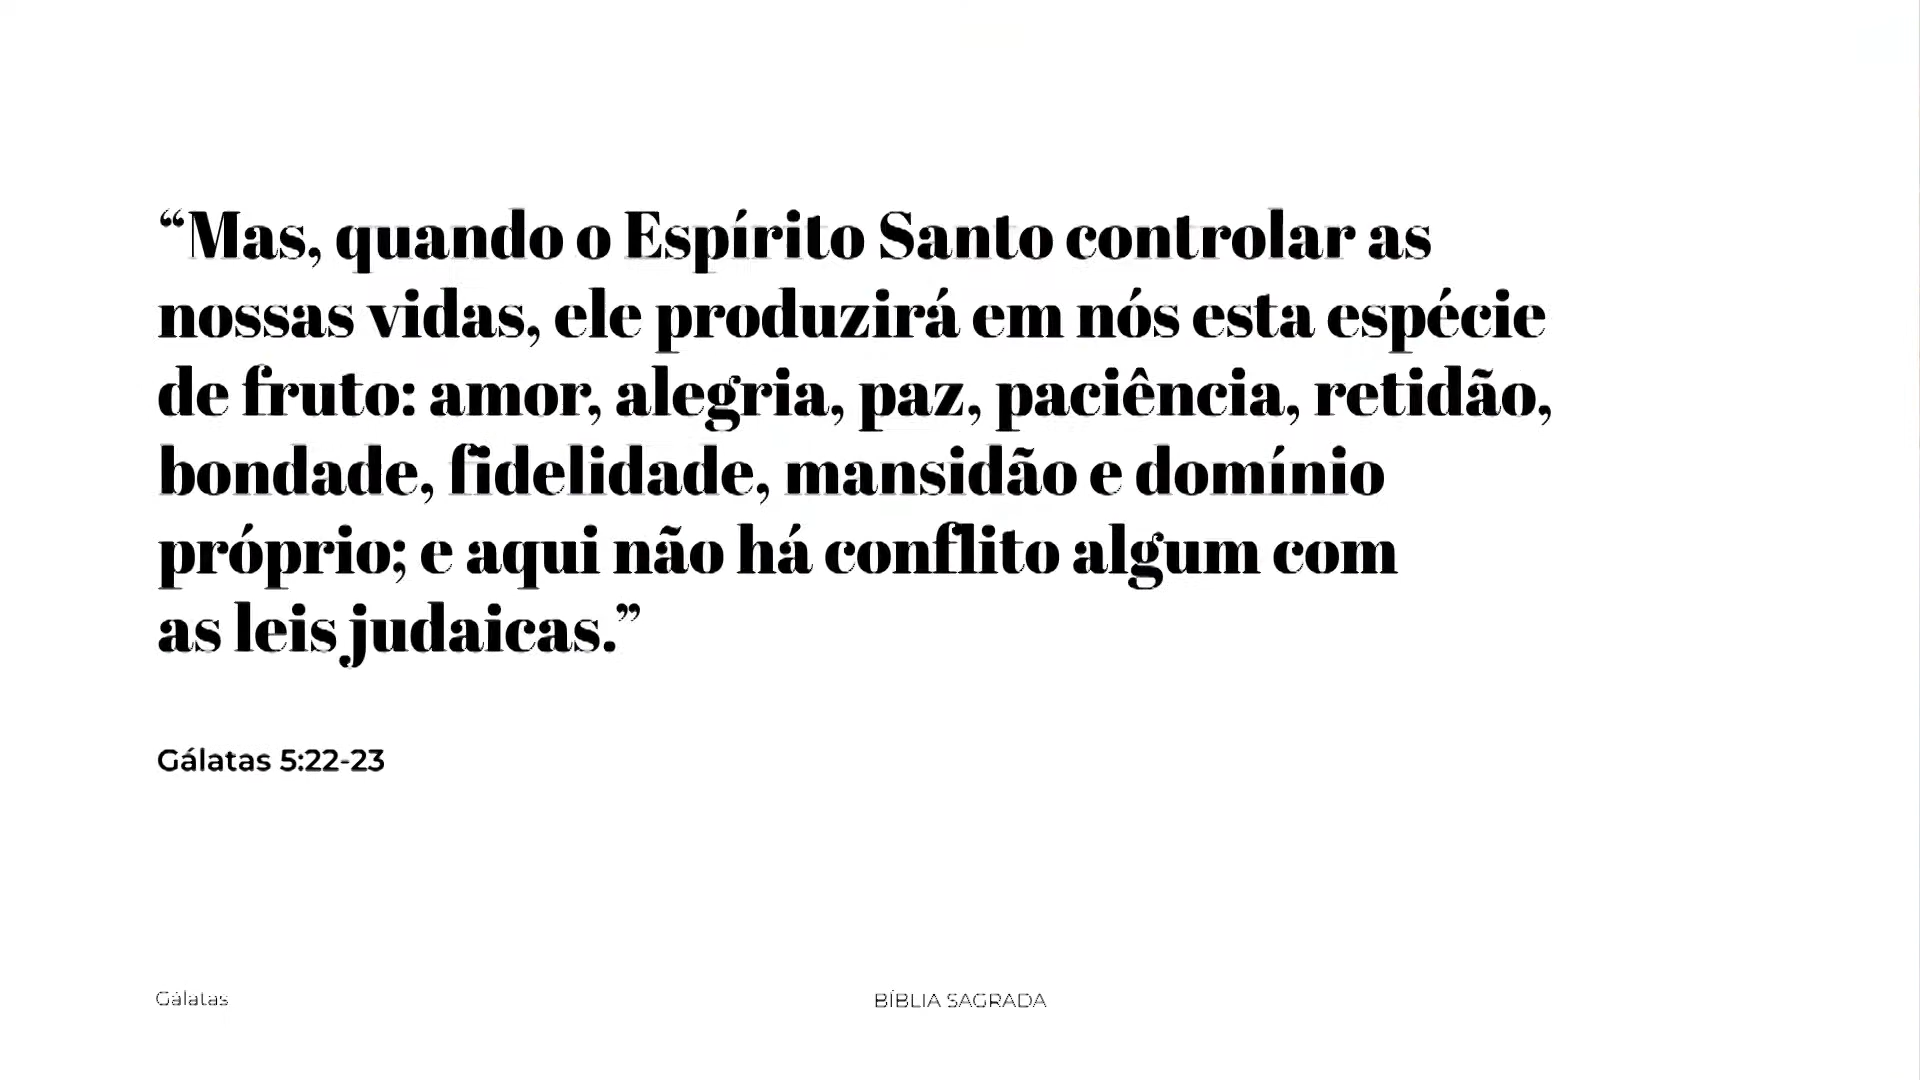 “Mas, quando o Espírito Santo controlar as
nossas vidas, ele produzirá em nós esta espécie
de fruto: amor, alegria, paz, paciência, retidão,
bondade, fidelidade, mansidão e domínio
próprio; e aqui não há conflito algum com
as leis judaicas.”
Gálatas 5:22-23
Gálatas
BÍBLIA SAGRADA